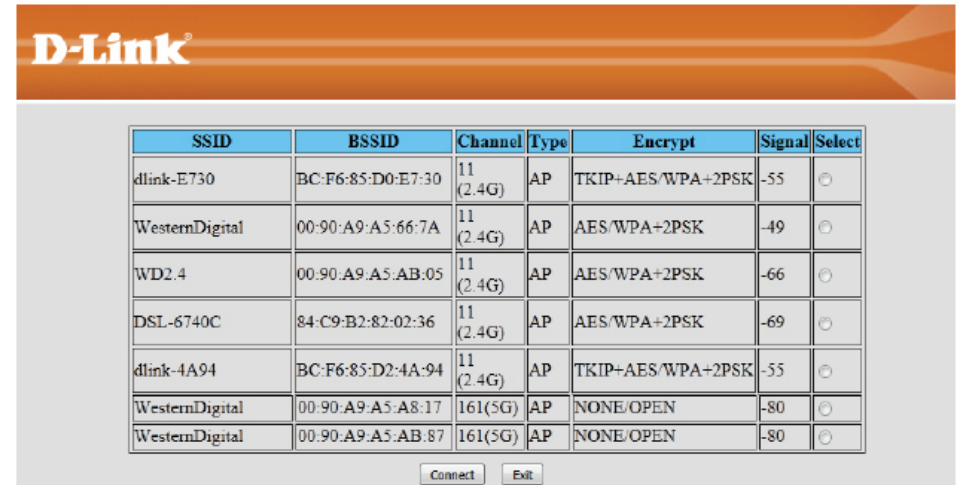 D-Link®
SSID BSSID Channel Type Encrypt Signal Select
dlink-E730 BC:F6:85:D0:E7:30 11 (2.4G) AP TKIP+AES/WPA+2PSK -55
WesternDigital 00:90:A9:A5:66:7A 11 (2.4G) AP AES/WPA+2PSK -49
WD2.4 00:90:A9:A5:AB:05 11 (2.4G) AP AES/WPA+2PSK -66
DSL-6740C 84:C9:B2:82:02:36 11 (2.4G) AP AES/WPA+2PSK -69
dlink-4A94 BC:F6:85:D2:4A:94 11 (2.4G) AP TKIP+AES/WPA+2PSK -55
WesternDigital 00:90:A9:A5:A8:17 161(5G) AP NONE/OPEN -80
WesternDigital 00:90:A9:A5:AB:87 161(5G) AP NONE/OPEN -80
Connect Exit